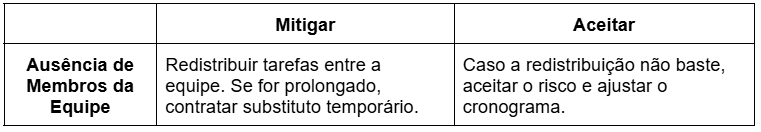 Mitigar
Aceitar
Ausência de
Membros da
Equipe
Redistribuir tarefas entre a
equipe. Se for prolongado,
contratar substituto temporário.
Caso a redistribuição não baste,
aceitar o risco e ajustar o
cronograma.